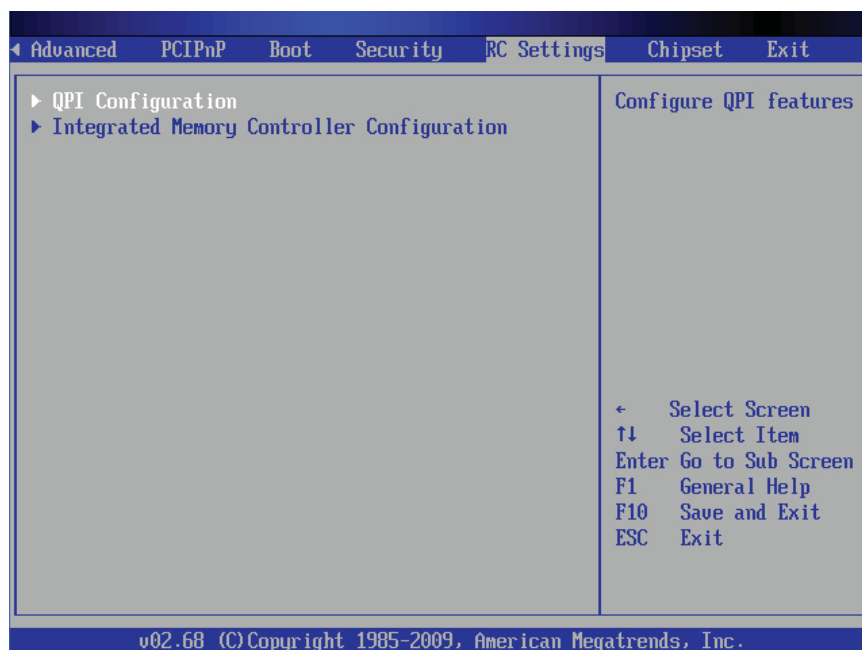 Advanced PCIPnP Boot Security RC Settings Chipset Exit
QPI Configuration
Integrated Memory Controller Configuration
Configure QPI features
← Select Screen
↑↓ Select Item
Enter Go to Sub Screen
F1 General Help
F10 Save and Exit
ESC Exit
v02.68 (C)Copyright 1985-2009, American Megatrends, Inc.